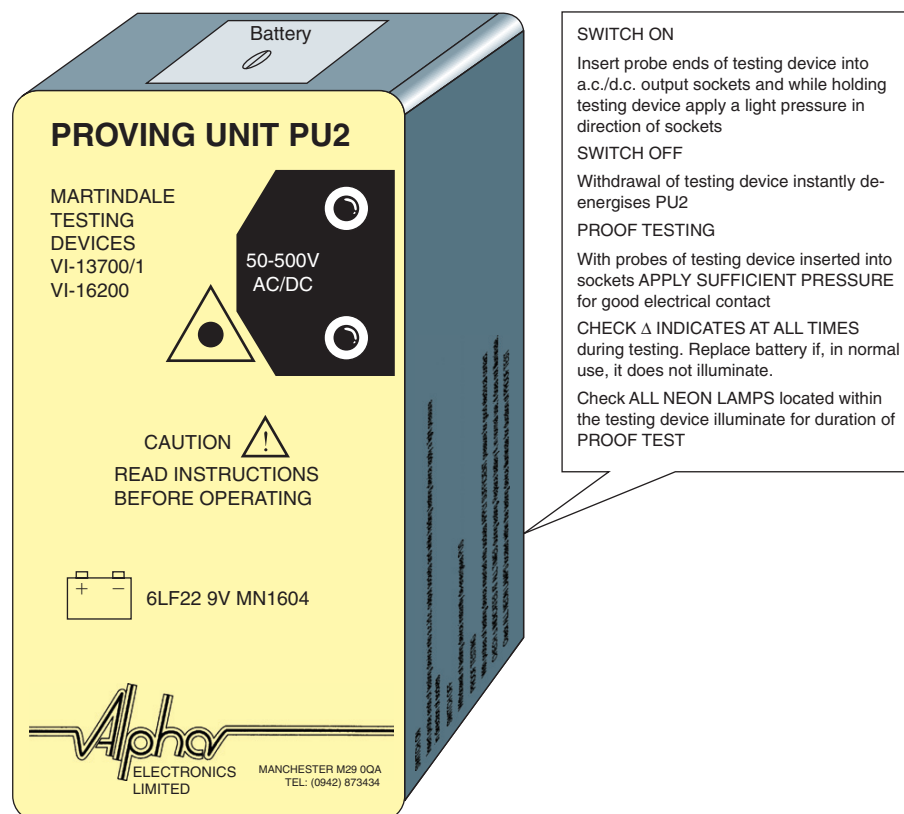 Battery
PROVING UNIT PU2
MARTINDALE
TESTING
DEVICES
VI-13700/1
VI-16200
50-500V
AC/DC
CAUTION !
READ INSTRUCTIONS
BEFORE OPERATING
+ −
6LF22 9V MN1604
Alpha
ELECTRONICS
LIMITED
MANCHESTER M29 0QA
TEL: (0942) 873434
SWITCH ON
Insert probe ends of testing device into
a.c./d.c. output sockets and while holding
testing device apply a light pressure in
direction of sockets
SWITCH OFF
Withdrawal of testing device instantly de-
energises PU2
PROOF TESTING
With probes of testing device inserted into
sockets APPLY SUFFICIENT PRESSURE
for good electrical contact
CHECK Δ INDICATES AT ALL TIMES
during testing. Replace battery if, in normal
use, it does not illuminate.
Check ALL NEON LAMPS located within
the testing device illuminate for duration of
PROOF TEST